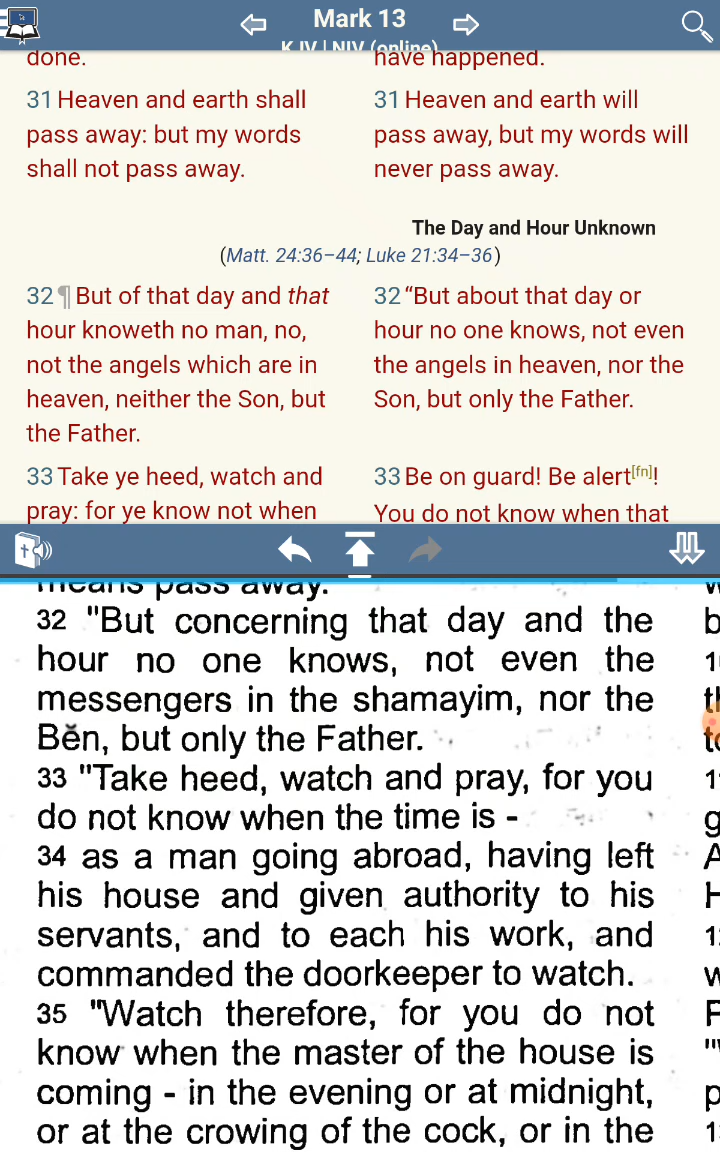 Mark 13
KJV | NIV (online)
done.
31 Heaven and earth shall
pass away: but my words
shall not pass away.
have happened.
31 Heaven and earth will
pass away, but my words will
never pass away.
The Day and Hour Unknown
(Matt. 24:36–44; Luke 21:34–36)
32 ¶ But of that day and that
hour knoweth no man, no,
not the angels which are in
heaven, neither the Son, but
the Father.
33 Take ye heed, watch and
pray: for ye know not when
32 “But about that day or
hour no one knows, not even
the angels in heaven, nor the
Son, but only the Father.
33 Be on guard! Be alert[fn]!
You do not know when that
means pass away.
32 "But concerning that day and the
hour no one knows, not even the
messengers in the shamayim, nor the
Bĕn, but only the Father.
33 "Take heed, watch and pray, for you
do not know when the time is -
34 as a man going abroad, having left
his house and given authority to his
servants, and to each his work, and
commanded the doorkeeper to watch.
35 "Watch therefore, for you do not
know when the master of the house is
coming - in the evening or at midnight,
or at the crowing of the cock, or in the